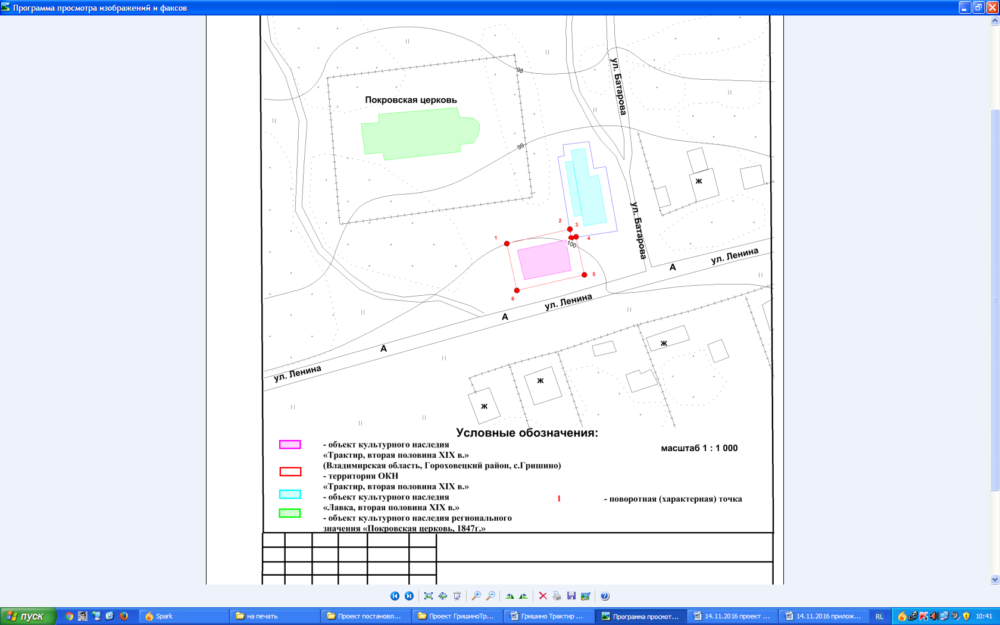 Программа просмотра изображений и факсов
Покровская церковь
98
99
100
ул. Батарова
ул. Батарова
ж
1
2
3
4
5
6
А
ул. Ленина
ул. Ленина
А
А
ул. Ленина
ж
ж
ж
Условные обозначения:
масштаб 1 : 1 000
- объект культурного наследия
«Трактир, вторая половина XIX в.»
(Владимирская область, Гороховецкий район, с.Гришино)
- территория ОКН
«Трактир, вторая половина XIX в.»
- объект культурного наследия
«Лавка, вторая половина XIX в.»
- объект культурного наследия регионального
значения «Покровская церковь, 1847г.»
1 - поворотная (характерная) точка
пуск
Spark
на печать
Проект постановл...
Проект ГришиноТр...
Гришино Трактир ...
Программа просмот...
14.11.2016 проект ...
14.11.2016 прилож...
RU
10:41